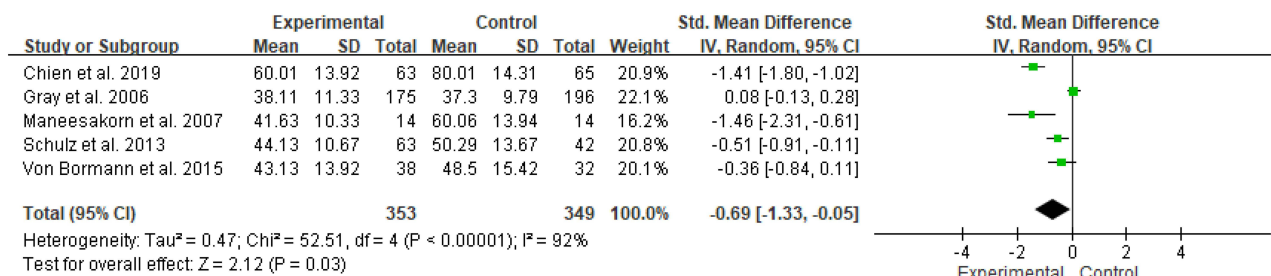 Experimental Control Std. Mean Difference Std. Mean Difference
Study or Subgroup Mean SD Total Mean SD Total Weight IV, Random, 95% CI IV, Random, 95% CI
Chien et al. 2019 60.01 13.92 63 80.01 14.31 65 20.9% -1.41 [-1.80, -1.02]
Gray et al. 2006 38.11 11.33 175 37.3 9.79 196 22.1% 0.08 [-0.13, 0.28]
Maneesakorn et al. 2007 41.63 10.33 14 60.06 13.94 14 16.2% -1.46 [-2.31, -0.61]
Schulz et al. 2013 44.13 10.67 63 50.29 13.67 42 20.8% -0.51 [-0.91, -0.11]
Von Bormann et al. 2015 43.13 13.92 38 48.5 15.42 32 20.1% -0.36 [-0.84, 0.11]
Total (95% CI) 353 349 100.0% -0.69 [-1.33, -0.05]
Heterogeneity: Tau² = 0.47; Chi² = 52.51, df = 4 (P < 0.00001); I² = 92%
Test for overall effect: Z = 2.12 (P = 0.03)
-4 -2 0 2 4
Experimental Control